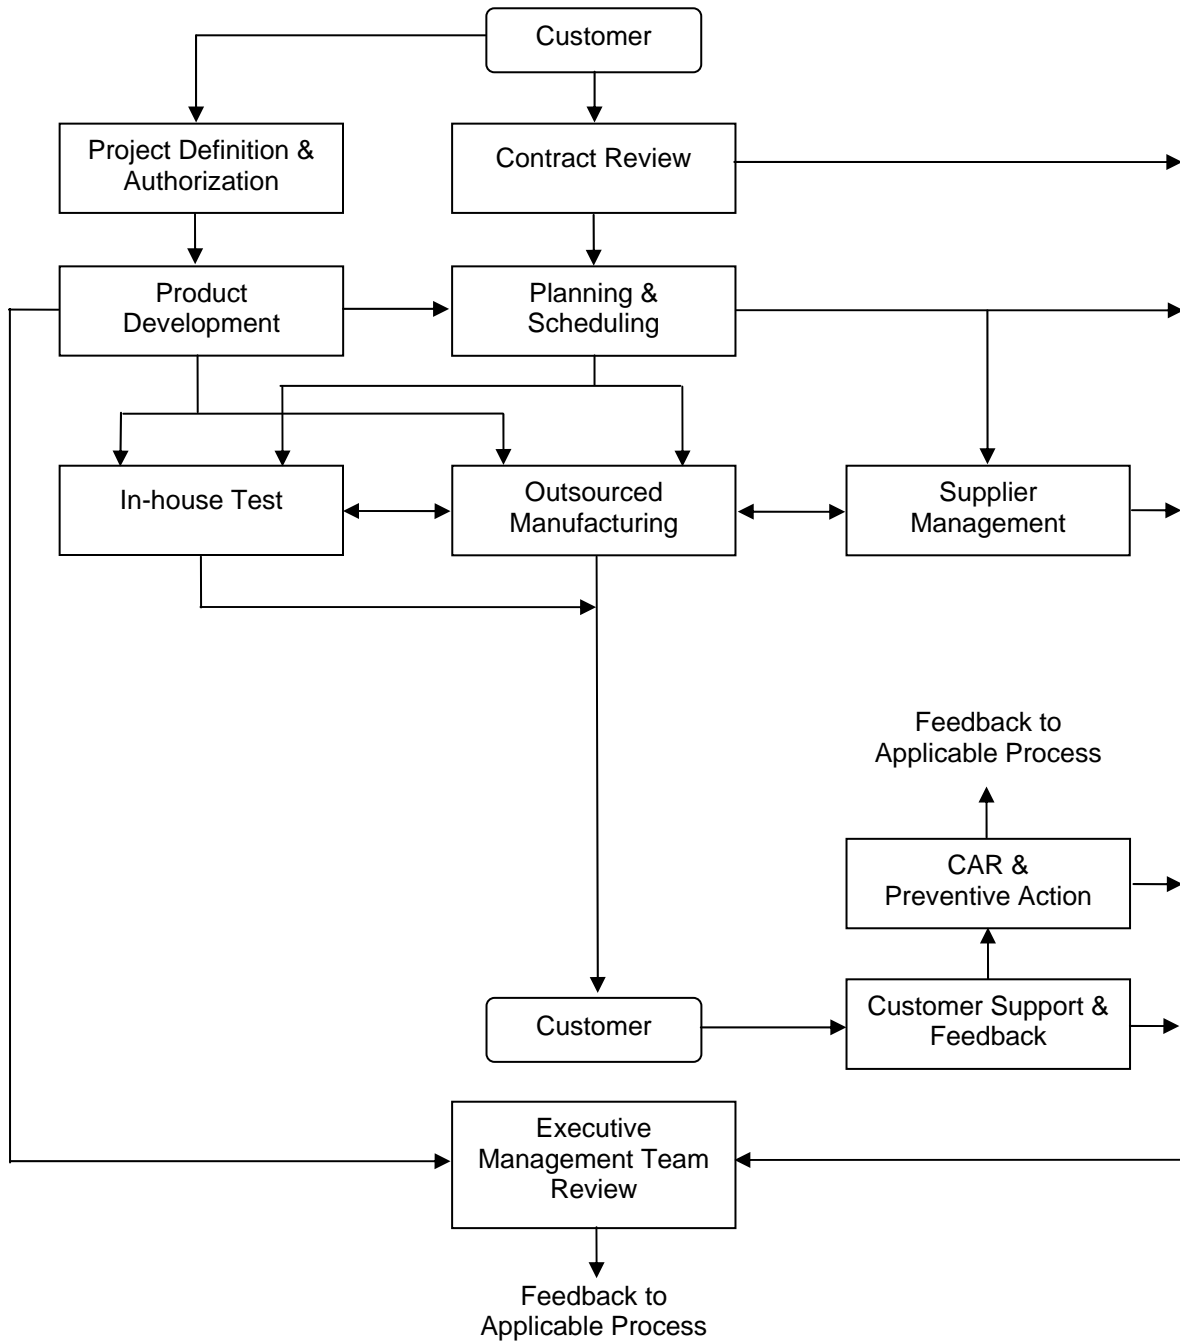 Customer
Project Definition &
Authorization
Contract Review
Product
Development
Planning &
Scheduling
In-house Test
Outsourced
Manufacturing
Supplier
Management
Feedback to
Applicable Process
CAR &
Preventive Action
Customer
Customer Support &
Feedback
Executive
Management Team
Review
Feedback to
Applicable Process